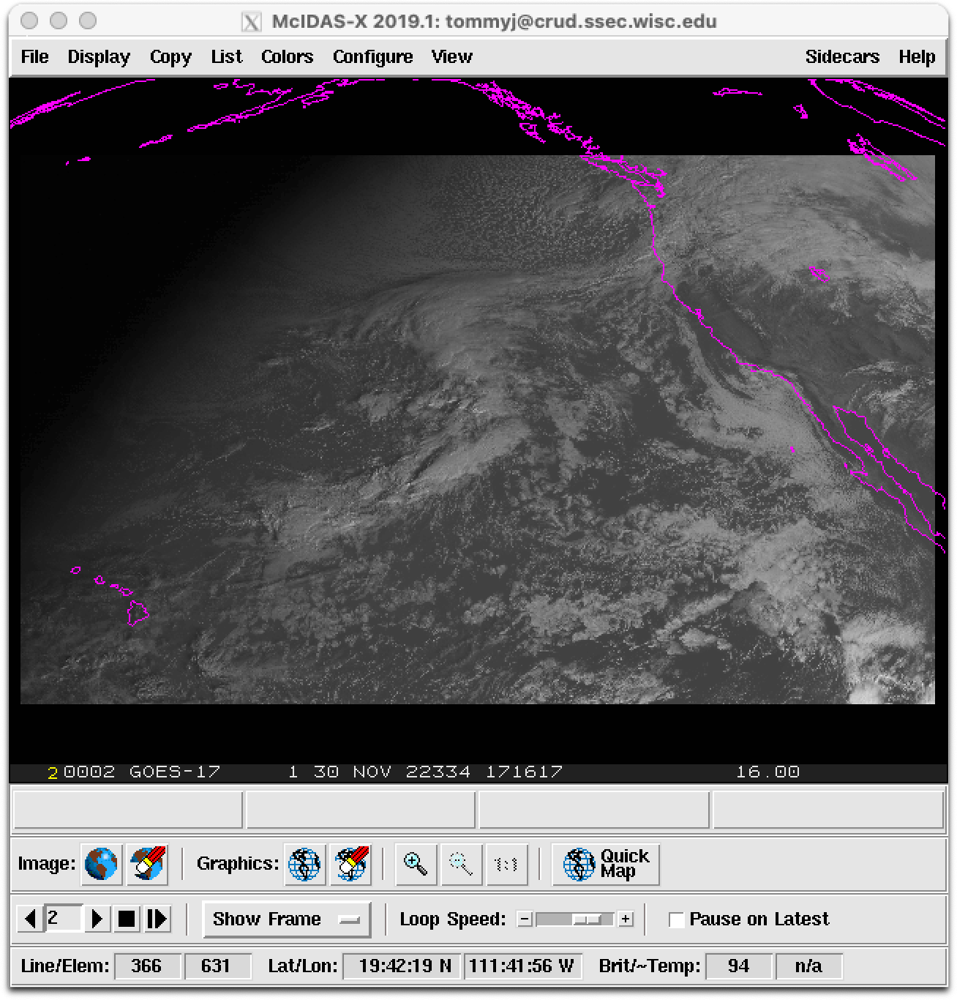 McIDAS-X 2019.1: tommyj@crud.ssec.wisc.edu
File Display Copy List Colors Configure View Sidecars Help
2 0002 GOES-17 1 30 NOV 22334 171617 16.00
Image: Graphics: 1:1 Quick Map
2 Show Frame Loop Speed: - + Pause on Latest
Line/Elem: 366 631 Lat/Lon: 19:42:19 N 111:41:56 W Brit/~Temp: 94 n/a